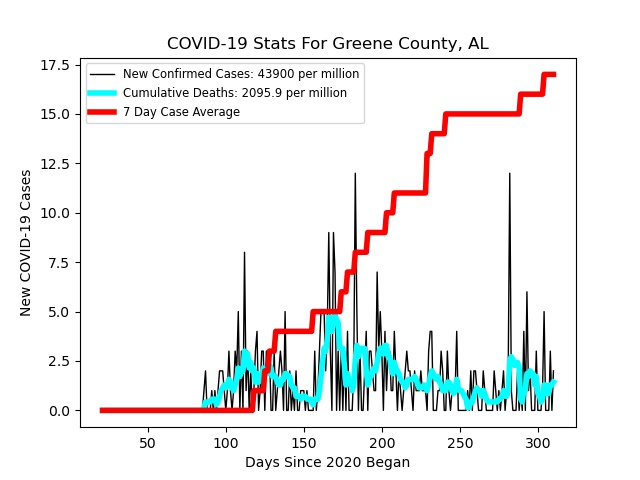 COVID-19 Stats For Greene County, AL
New Confirmed Cases: 43900 per million
Cumulative Deaths: 2095.9 per million
7 Day Case Average
New COVID-19 Cases
17.5
15.0
12.5
10.0
7.5
5.0
2.5
0.0
50 100 150 200 250 300
Days Since 2020 Began